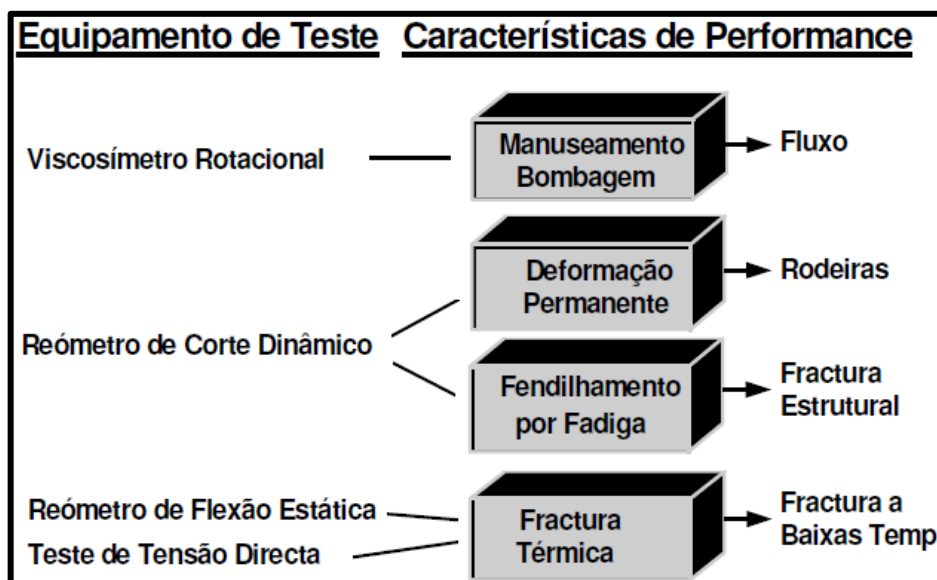 Equipamento de Teste Características de Performance
Viscosímetro Rotacional
Manuseamento
Bombagem
Fluxo
Reómetro de Corte Dinâmico
Deformação
Permanente
Rodeiras
Fendilhamento
por Fadiga
Fractura
Estrutural
Reómetro de Flexão Estática
Teste de Tensão Directa
Fractura
Térmica
Fractura a
Baixas Temp